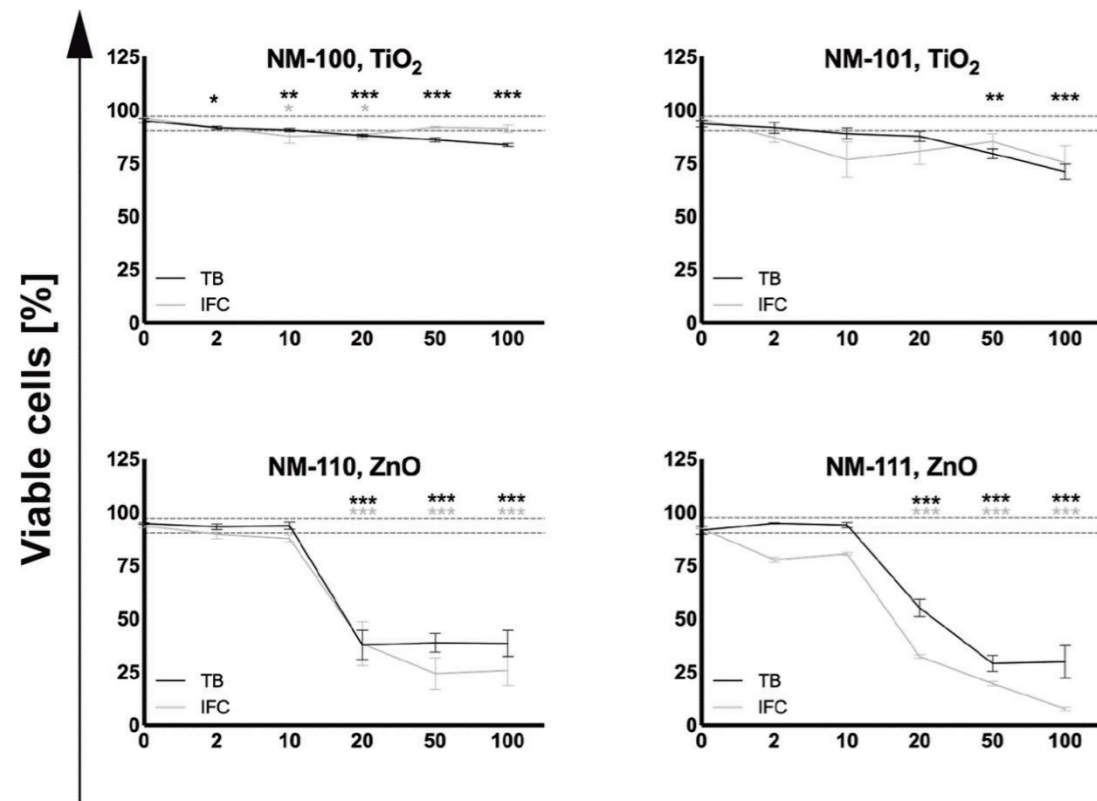 Viable cells [%]
NM-100, TiO₂
125
100
75
50
25
0
* ** *** *** ***
* *
TB
IFC
0 2 10 20 50 100
NM-101, TiO₂
125
100
75
50
25
0
** ***
TB
IFC
0 2 10 20 50 100
NM-110, ZnO
125
100
75
50
25
0
*** *** ***
*** *** ***
TB
IFC
0 2 10 20 50 100
NM-111, ZnO
125
100
75
50
25
0
*** *** ***
*** *** ***
TB
IFC
0 2 10 20 50 100